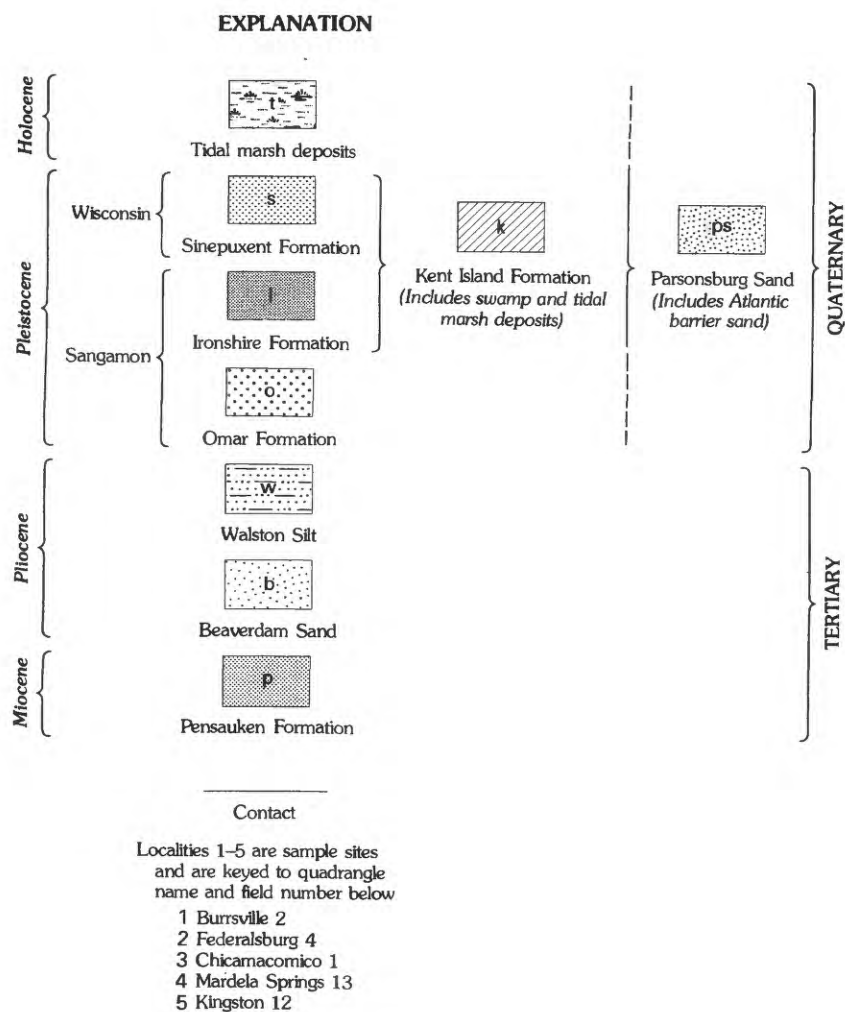 EXPLANATION
Holocene
t
Tidal marsh deposits
Pleistocene
Wisconsin
s
Sinepuxent Formation
Sangamon
I
Ironshire Formation
o
Omar Formation
k
Kent Island Formation
(Includes swamp and tidal
marsh deposits)
ps
Parsonsburg Sand
(Includes Atlantic
barrier sand)
QUATERNARY
Pliocene
w
Walston Silt
b
Beaverdam Sand
Miocene
p
Pensauken Formation
TERTIARY
Contact
Localities 1–5 are sample sites
and are keyed to quadrangle
name and field number below
1 Burrsville 2
2 Federalsburg 4
3 Chicamacomico 1
4 Mardela Springs 13
5 Kingston 12